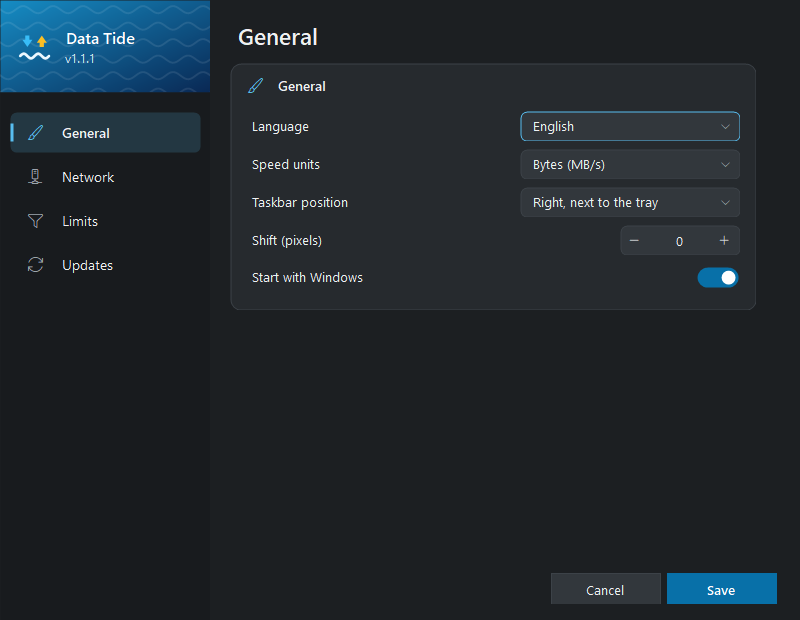 Data Tide
v1.1.1
General
Network
Limits
Updates
General
General
Language
English
Speed units
Bytes (MB/s)
Taskbar position
Right, next to the tray
Shift (pixels)
− 0 +
Start with Windows
Cancel
Save